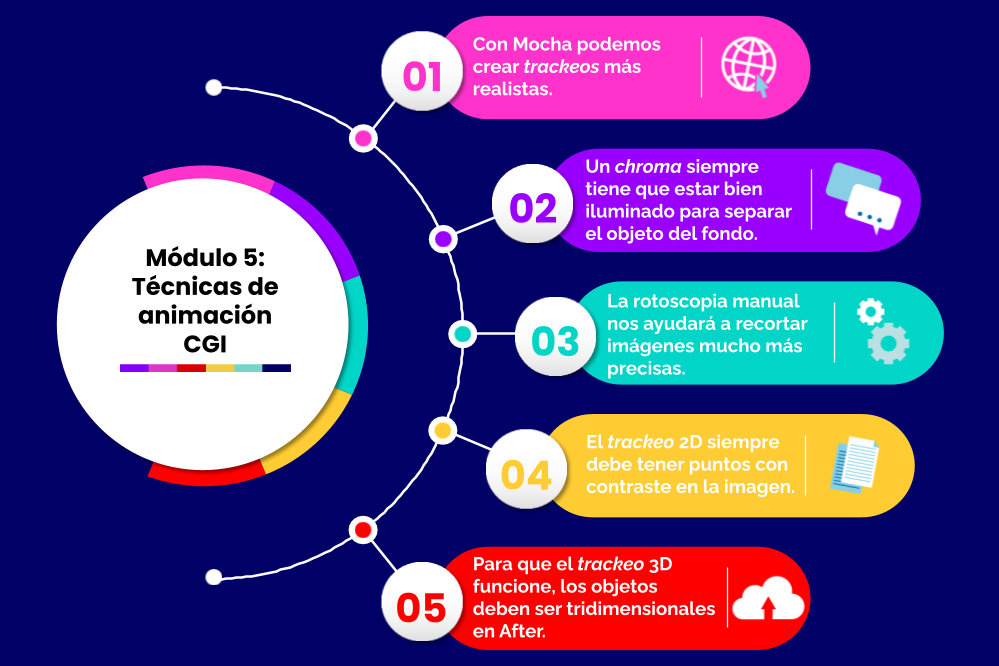 Módulo 5:
Técnicas de
animación
CGI
01
Con Mocha podemos
crear trackeos más
realistas.
02
Un chroma siempre
tiene que estar bien
iluminado para separar
el objeto del fondo.
03
La rotoscopia manual
nos ayudará a recortar
imágenes mucho más
precisas.
04
El trackeo 2D siempre
debe tener puntos con
contraste en la imagen.
05
Para que el trackeo 3D
funcione, los objetos
deben ser tridimensionales
en After.